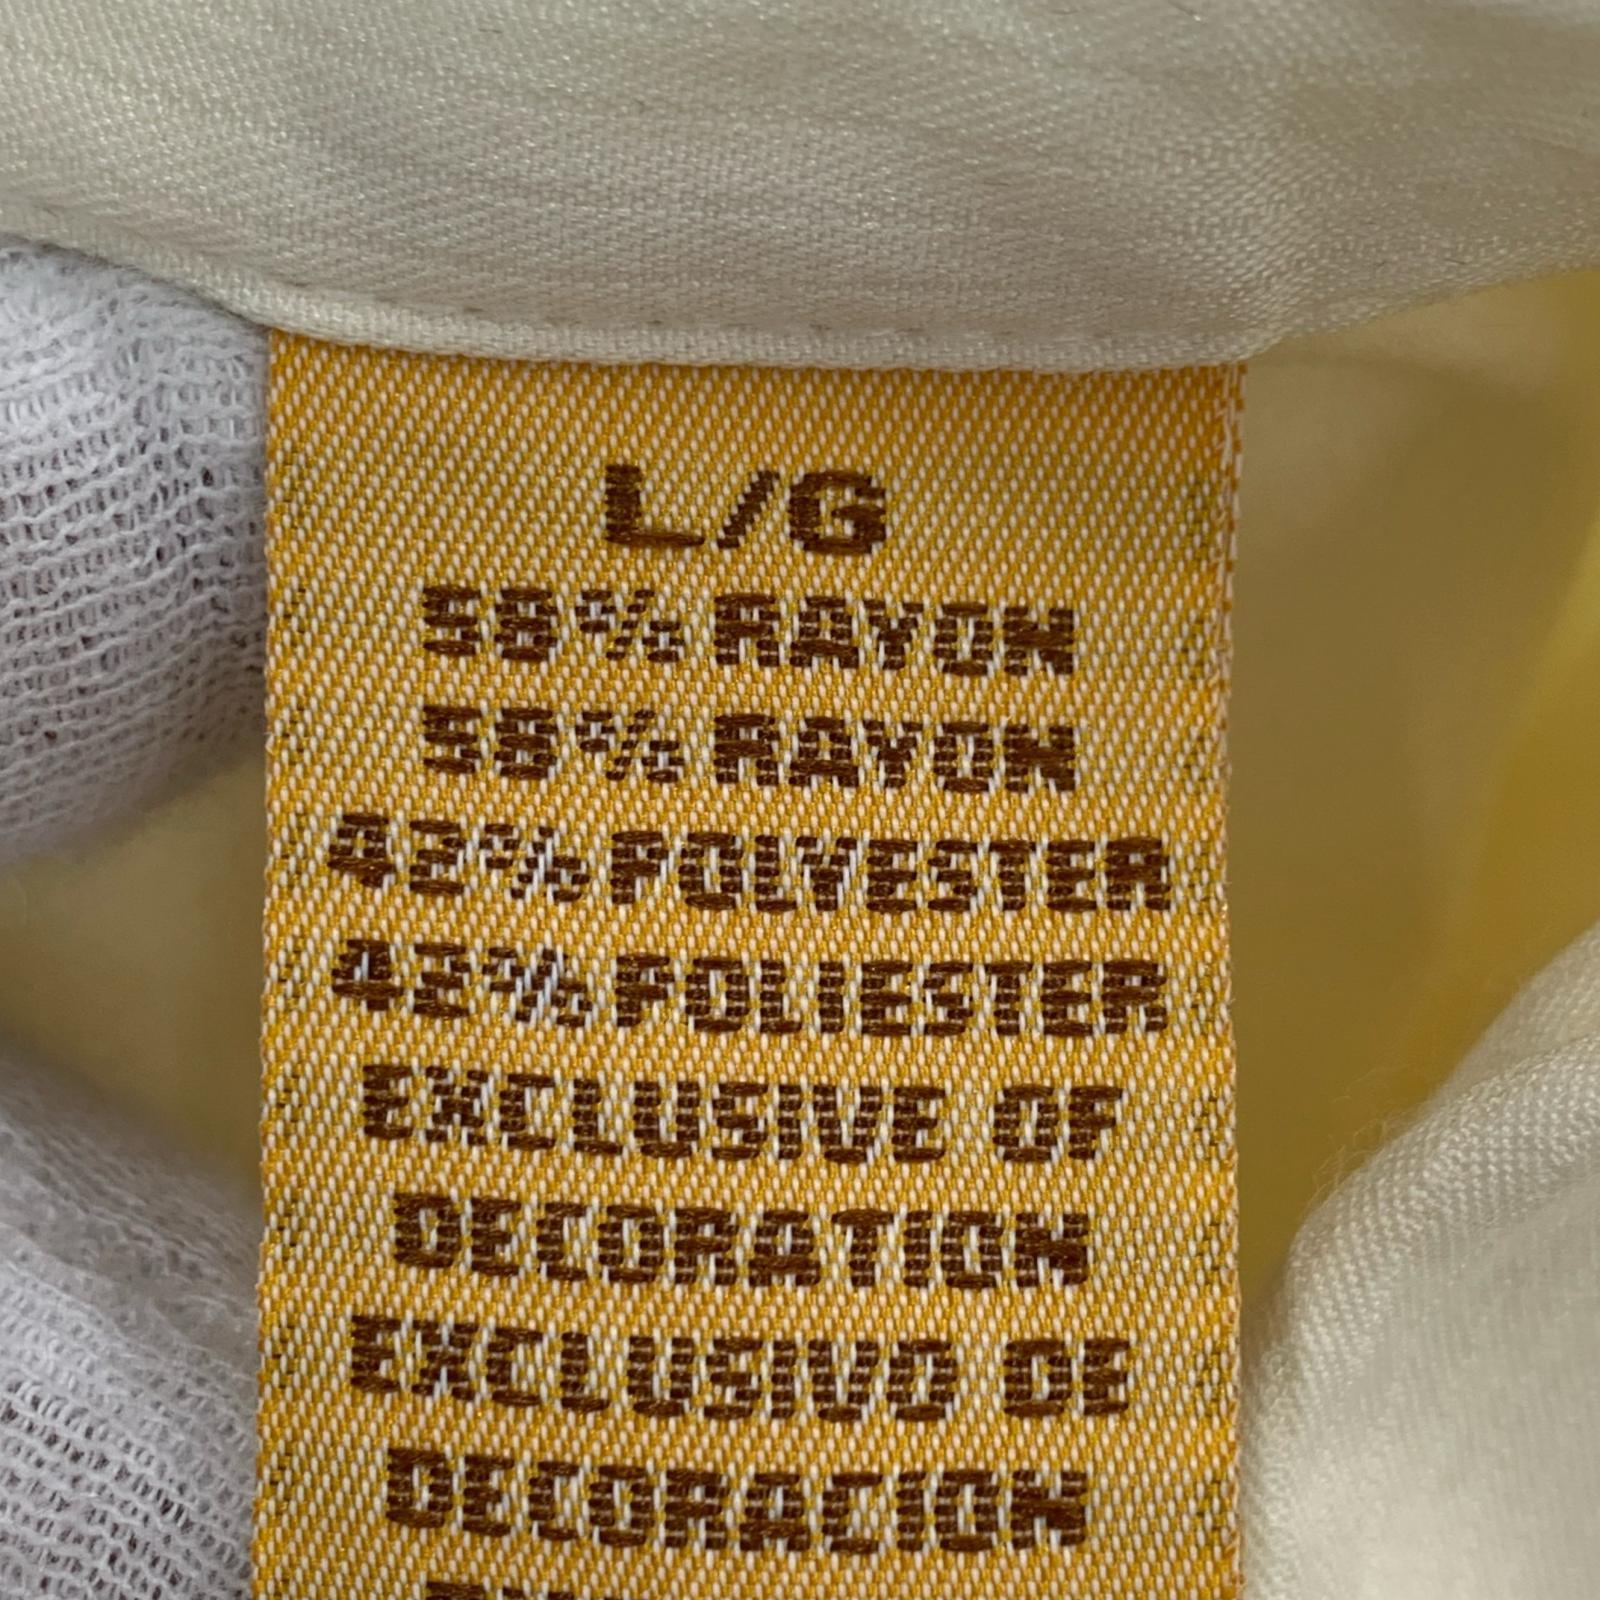 L/G
58% RAYON
58% RAYON
42% POLYESTER
42% POLIESTER
EXCLUSIVE OF
DECORATION
EXCLUSIVO DE
DECORACION